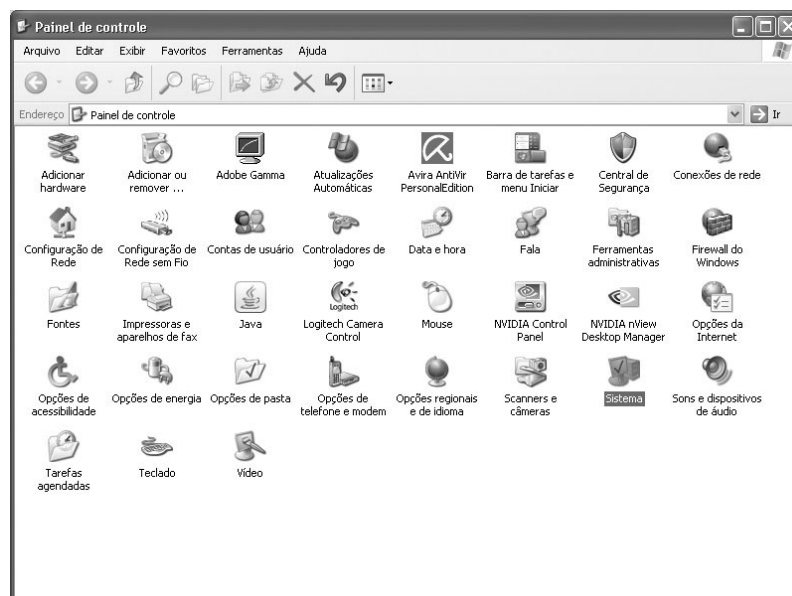 Painel de controle
Arquivo Editar Exibir Favoritos Ferramentas Ajuda
Endereço Painel de controle Ir
Adicionar hardware
Adicionar ou remover ...
Adobe Gamma
Atualizações Automáticas
Avira AntiVir PersonalEdition
Barra de tarefas e menu Iniciar
Central de Segurança
Conexões de rede
Configuração de Rede
Configuração de Rede sem Fio
Contas de usuário
Controladores de jogo
Data e hora
Fala
Ferramentas administrativas
Firewall do Windows
Fontes
Impressoras e aparelhos de fax
Java
Logitech
Logitech Camera Control
Mouse
NVIDIA Control Panel
NVIDIA nView Desktop Manager
Opções da Internet
Opções de acessibilidade
Opções de energia
Opções de pasta
Opções de telefone e modem
Opções regionais e de idioma
Scanners e câmeras
Sistema
Sons e dispositivos de áudio
Tarefas agendadas
Teclado
Vídeo